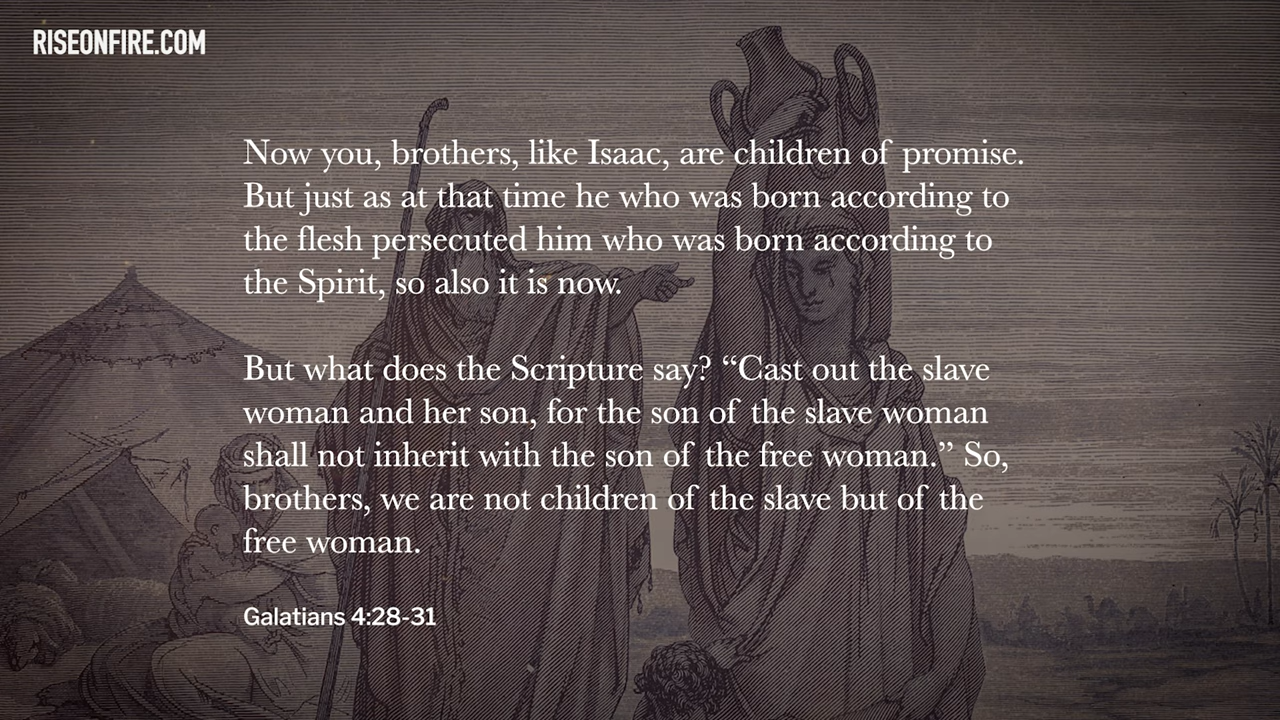 RISEONFIRE.COM
Now you, brothers, like Isaac, are children of promise.
But just as at that time he who was born according to
the flesh persecuted him who was born according to
the Spirit, so also it is now.
But what does the Scripture say? “Cast out the slave
woman and her son, for the son of the slave woman
shall not inherit with the son of the free woman.” So,
brothers, we are not children of the slave but of the
free woman.
Galatians 4:28-31